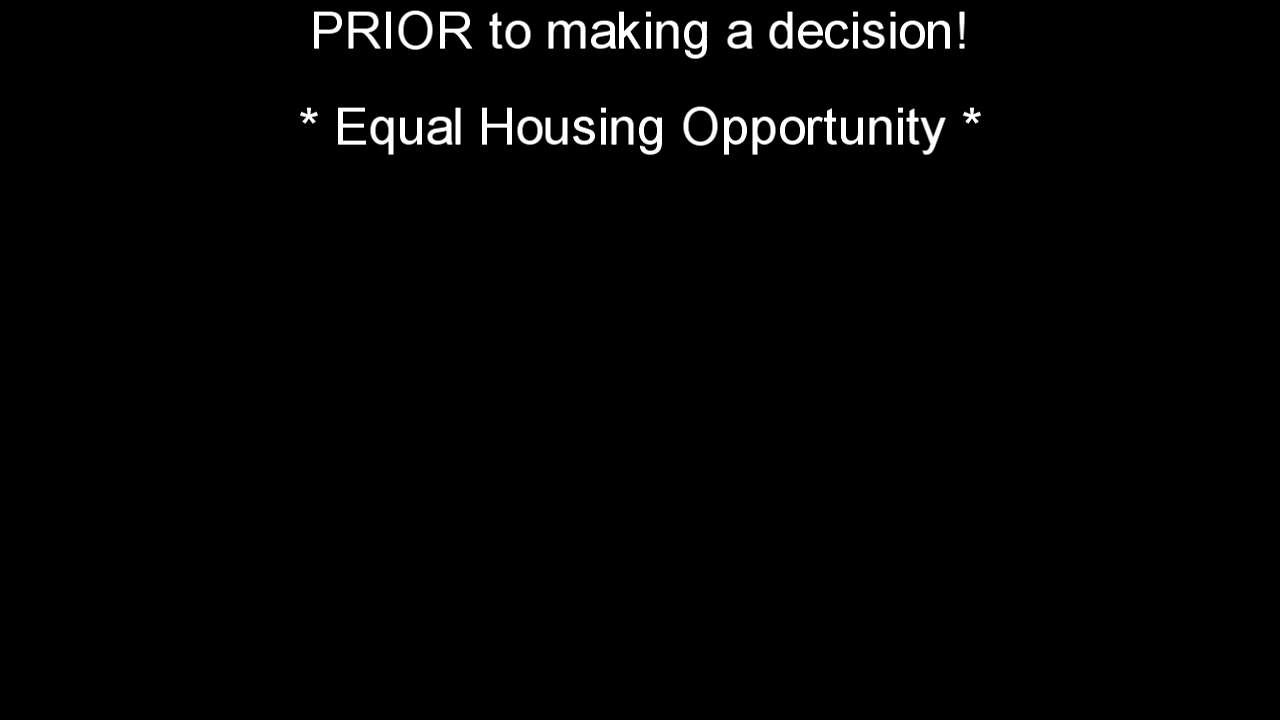 PRIOR to making a decision!
* Equal Housing Opportunity *